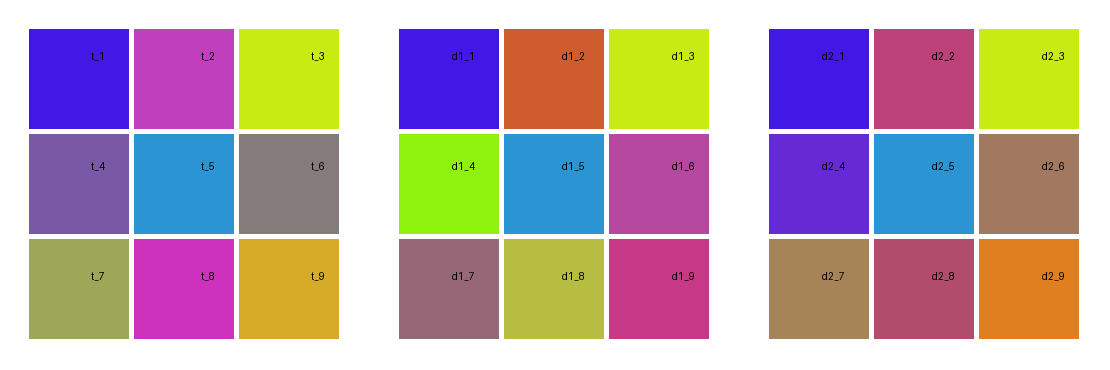 t_1 t_2 t_3 d1_1 d1_2 d1_3 d2_1 d2_2 d2_3
t_4 t_5 t_6 d1_4 d1_5 d1_6 d2_4 d2_5 d2_6
t_7 t_8 t_9 d1_7 d1_8 d1_9 d2_7 d2_8 d2_9